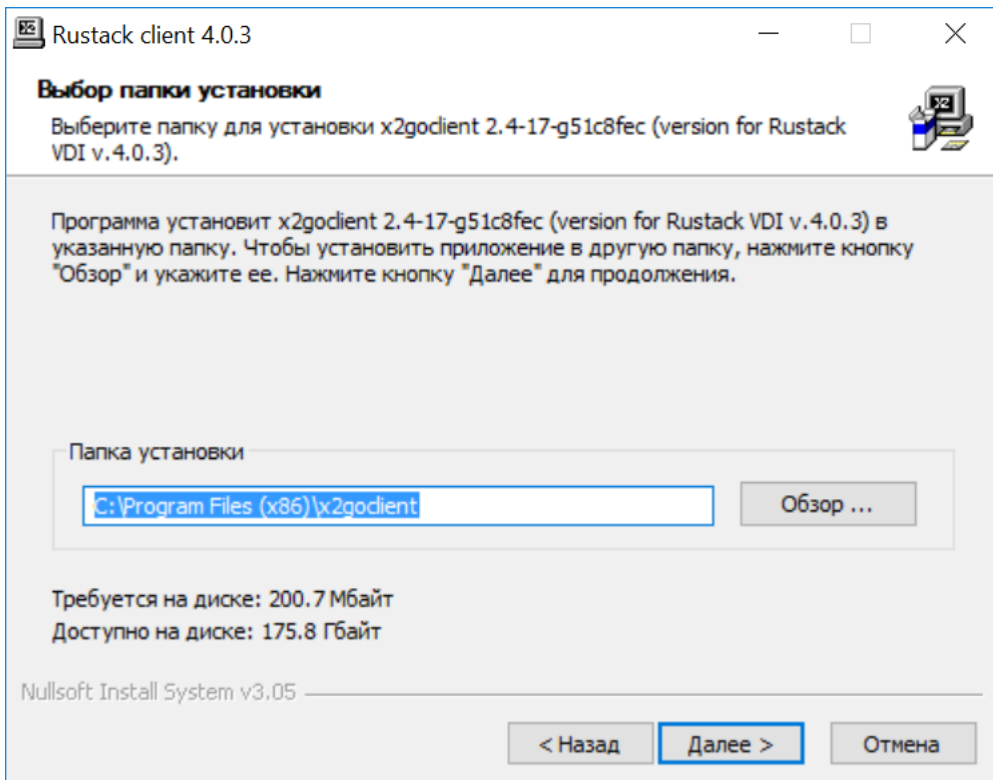 Rustack client 4.0.3
Выбор папки установки
Выберите папку для установки x2goclient 2.4-17-g51c8fec (version for Rustack
VDI v.4.0.3).
Программа установит x2goclient 2.4-17-g51c8fec (version for Rustack VDI v.4.0.3) в
указанную папку. Чтобы установить приложение в другую папку, нажмите кнопку
"Обзор" и укажите ее. Нажмите кнопку "Далее" для продолжения.
Папка установки
C:\Program Files (x86)\x2goclient
Обзор ...
Требуется на диске: 200.7 Мбайт
Доступно на диске: 175.8 Гбайт
Nullsoft Install System v3.05
< Назад
Далее >
Отмена